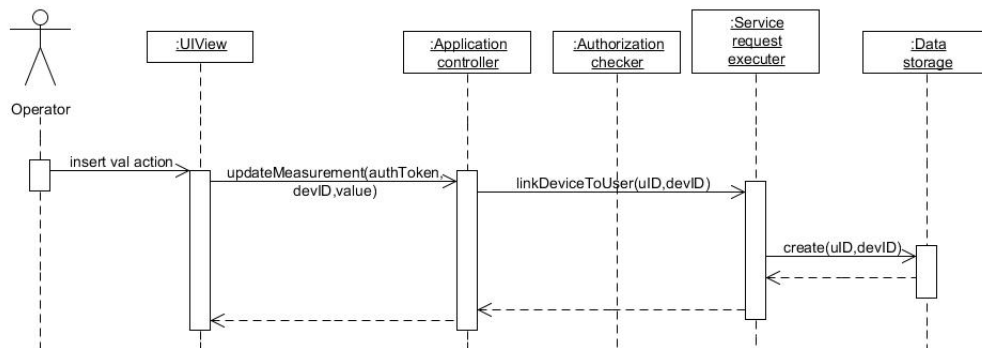 :UIView
:Application
controller
:Authorization
checker
:Service
request
executer
:Data
storage
Operator
insert val action
updateMeasurement(authToken,
devID,value)
linkDeviceToUser(uID,devID)
create(uID,devID)